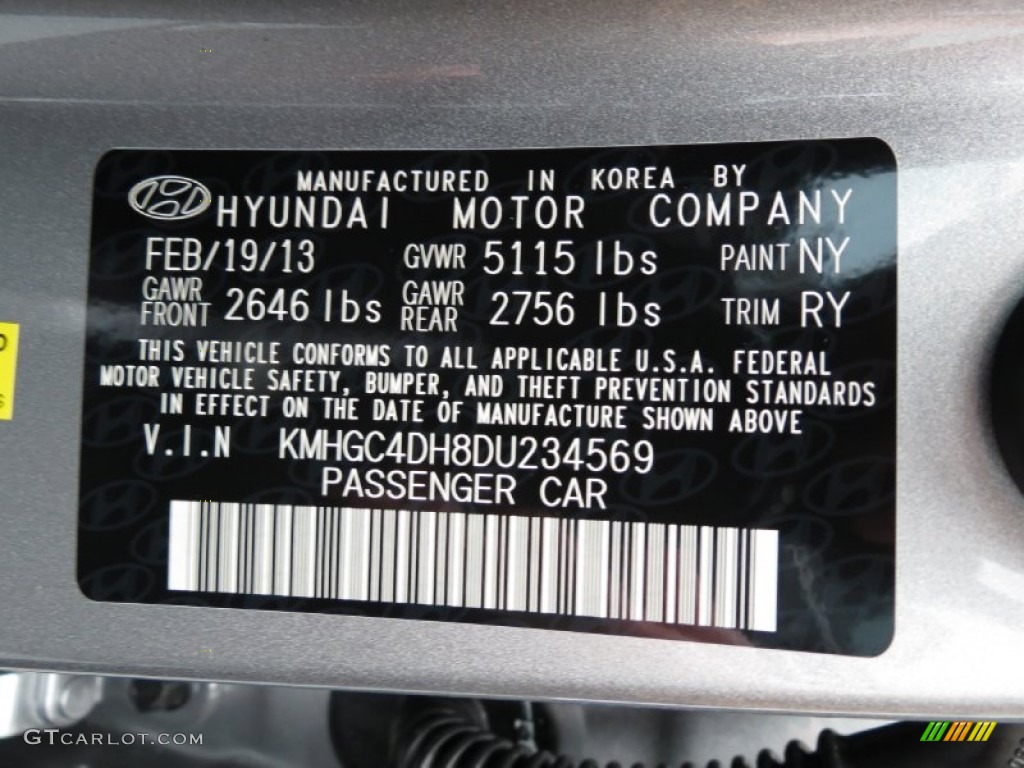 MANUFACTURED IN KOREA BY
HYUNDAI MOTOR COMPANY
FEB/19/13 GVWR 5115 lbs PAINT NY
GAWR FRONT 2646 lbs GAWR REAR 2756 lbs TRIM RY
THIS VEHICLE CONFORMS TO ALL APPLICABLE U.S.A. FEDERAL
MOTOR VEHICLE SAFETY, BUMPER, AND THEFT PREVENTION STANDARDS
IN EFFECT ON THE DATE OF MANUFACTURE SHOWN ABOVE
V.I.N KMHGC4DH8DU234569
PASSENGER CAR
GTCARLOT.COM